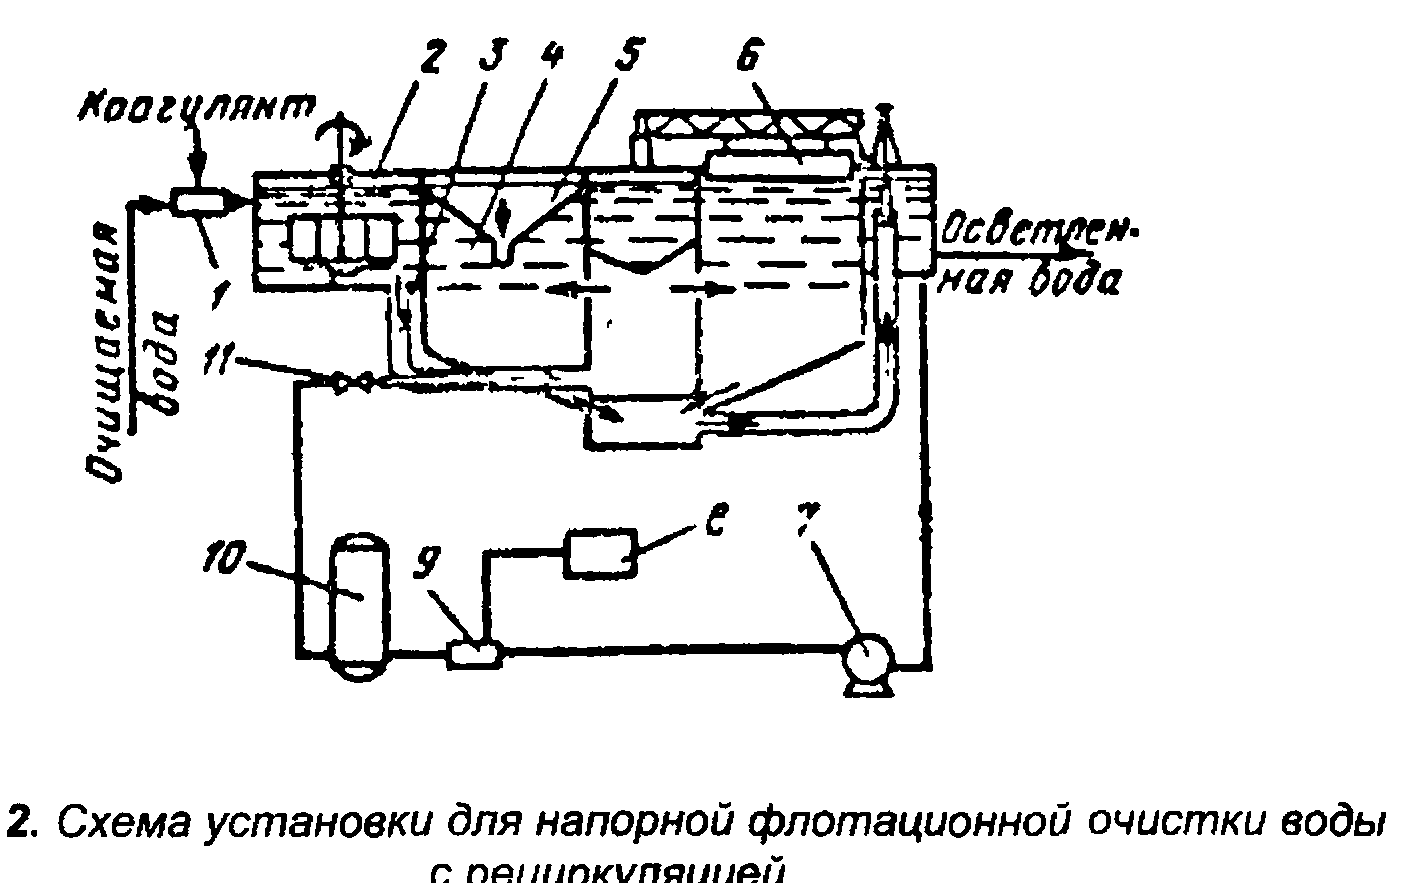 2 3 4 5 6
Коагулянт
Очищаемая
вода
1
Осветлен-
ная вода
11
10
9
8
7
2. Схема установки для напорной флотационной очистки воды
с рециркуляцией